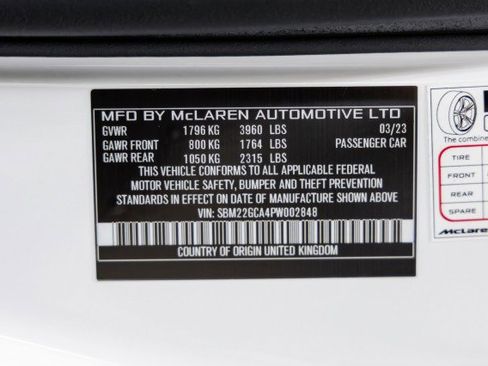 MFD BY McLAREN AUTOMOTIVE LTD
GVWR 1796 KG 3960 LBS 03/23
GAWR FRONT 800 KG 1764 LBS PASSENGER CAR
GAWR REAR 1050 KG 2315 LBS
THIS VEHICLE CONFORMS TO ALL APPLICABLE FEDERAL
MOTOR VEHICLE SAFETY, BUMPER AND THEFT PREVENTION
STANDARDS IN EFFECT ON DATE OF MANUFACTURE SHOWN ABOVE
VIN: SBM22GCA4PW002848
COUNTRY OF ORIGIN UNITED KINGDOM
The combine
TIRE
FRONT
REAR
SPARE
McLar